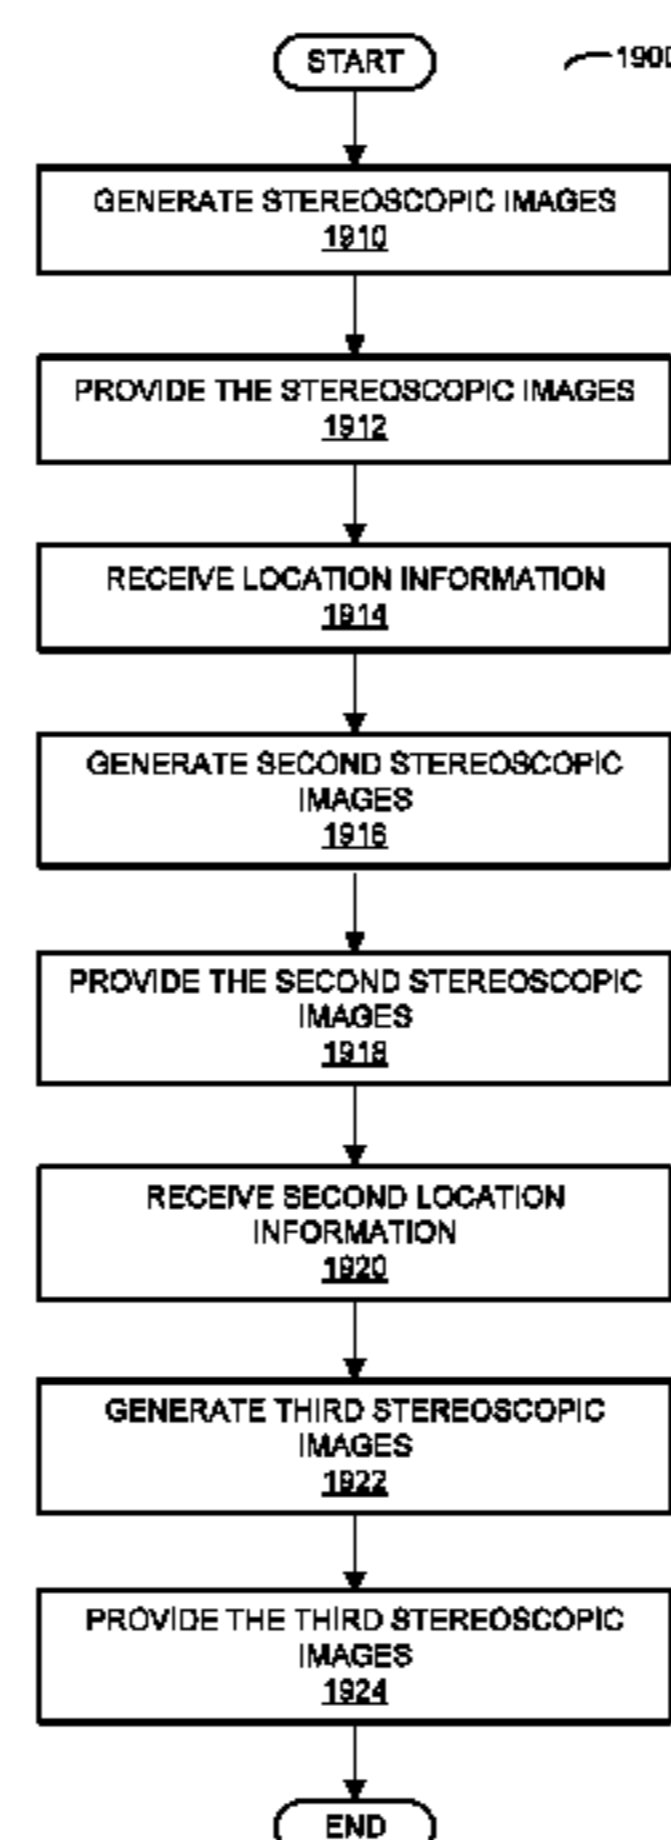 START
1900
GENERATE STEREOSCOPIC IMAGES
1910
PROVIDE THE STEREOSCOPIC IMAGES
1912
RECEIVE LOCATION INFORMATION
1914
GENERATE SECOND STEREOSCOPIC
IMAGES
1916
PROVIDE THE SECOND STEREOSCOPIC
IMAGES
1918
RECEIVE SECOND LOCATION
INFORMATION
1920
GENERATE THIRD STEREOSCOPIC
IMAGES
1922
PROVIDE THE THIRD STEREOSCOPIC
IMAGES
1924
END